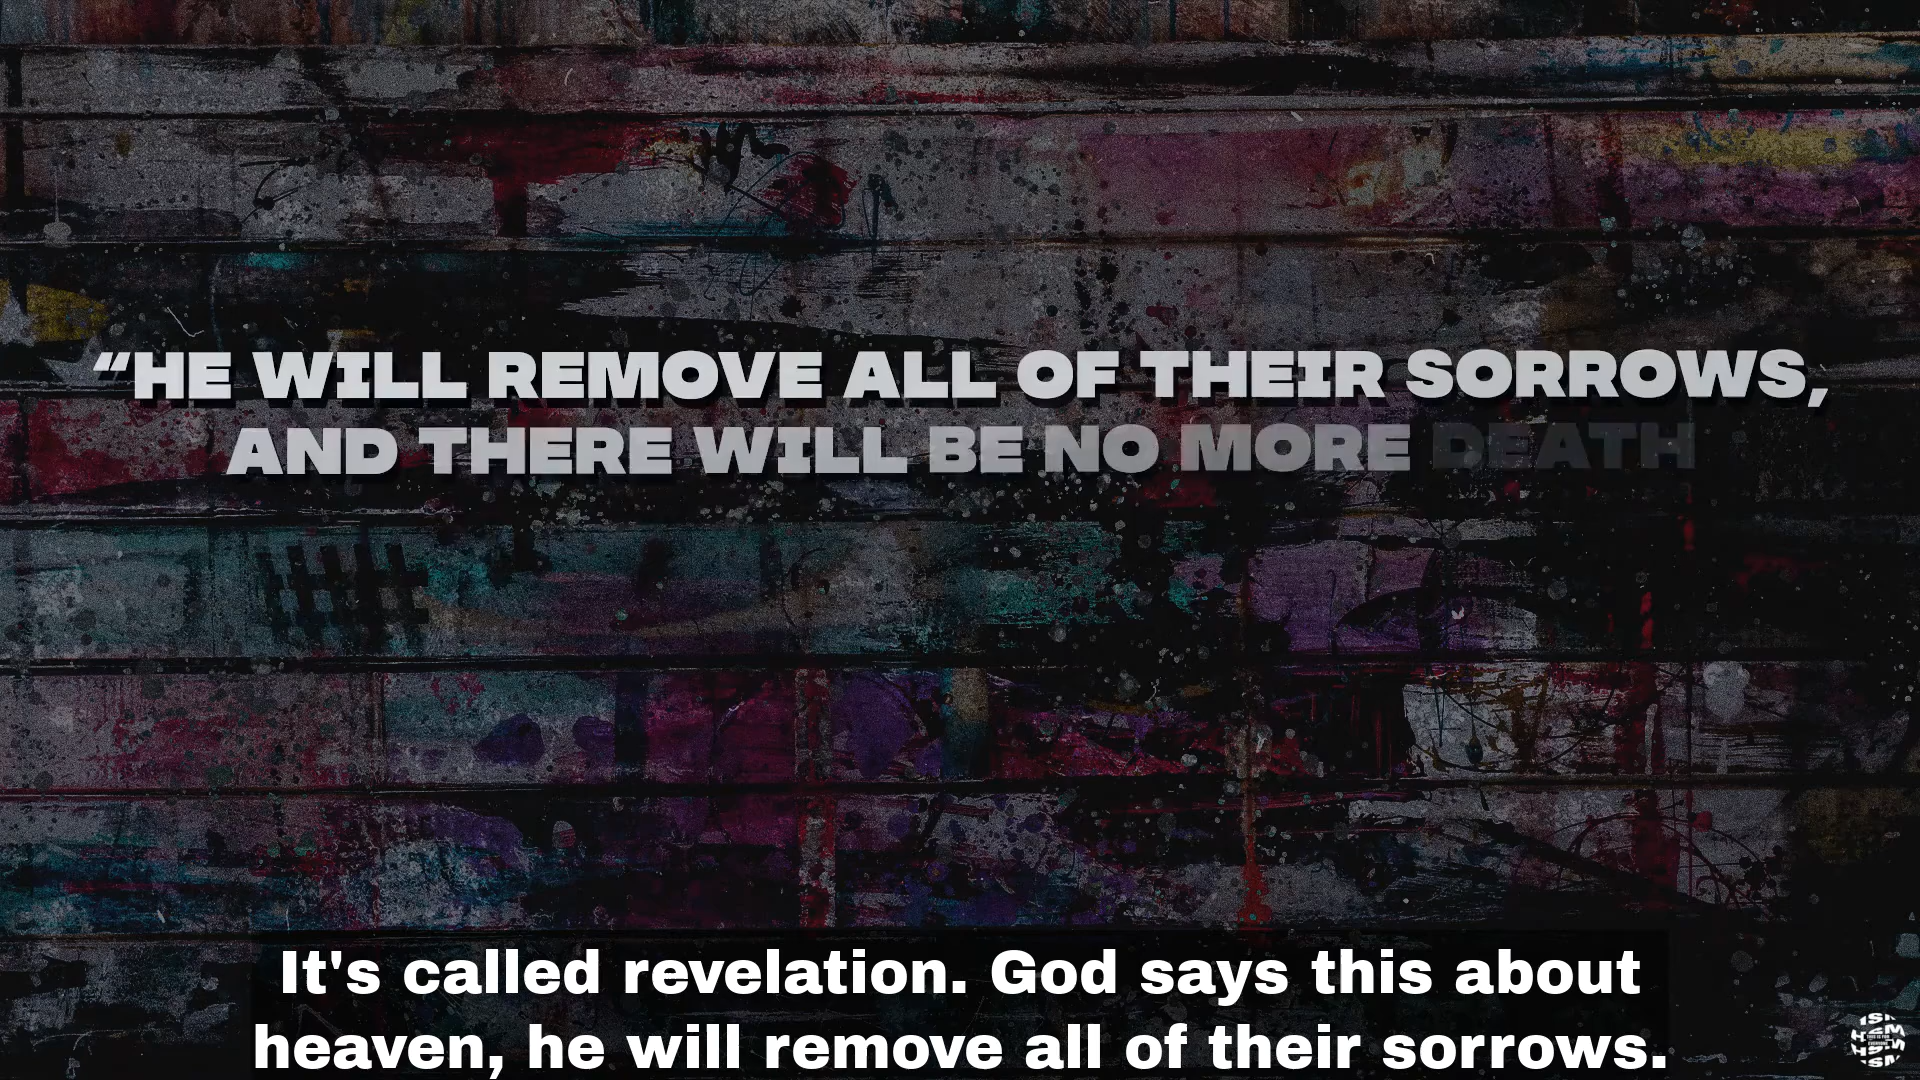 “HE WILL REMOVE ALL OF THEIR SORROWS,
AND THERE WILL BE NO MORE DEATH
It's called revelation. God says this about
heaven, he will remove all of their sorrows.